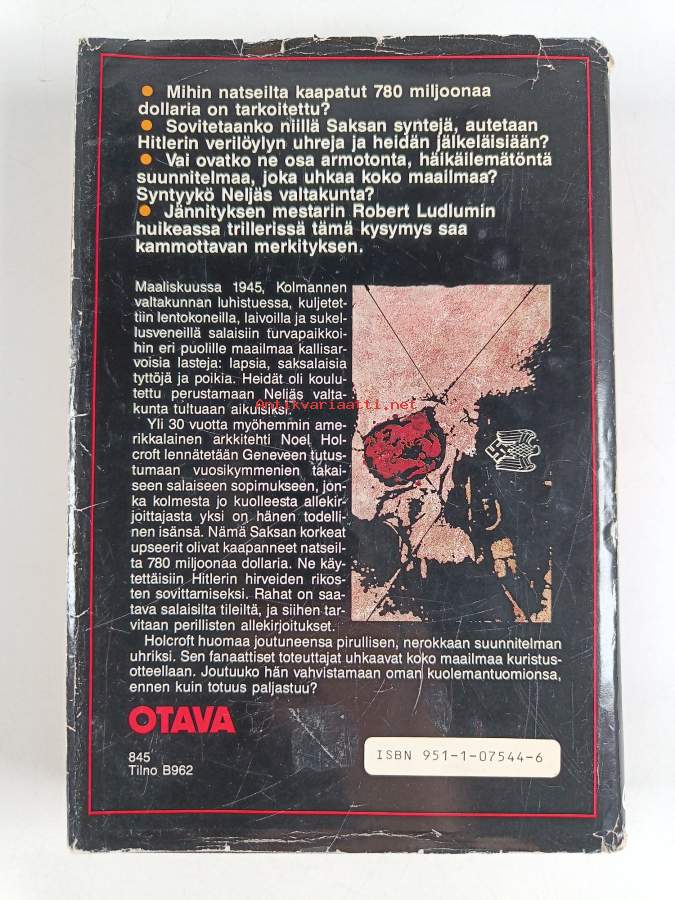 ● Mihin natseilta kaapatut 780 miljoonaa
dollaria on tarkoitettu?
● Sovitetaanko niillä Saksan syntejä, autetaan
Hitlerin verilöylyn uhreja ja heidän jälkeläisiään?
● Vai ovatko ne osa armotonta, häikäilemätöntä
suunnitelmaa, joka uhkaa koko maailmaa?
Syntyykö Neljäs valtakunta?
● Jännityksen mestarin Robert Ludlumin
huikeassa trillerissä tämä kysymys saa
kammottavan merkityksen.
Maaliskuussa 1945, Kolmannen
valtakunnan luhistuessa, kuljetet-
tiin lentokoneilla, laivoilla ja sukel-
lusveneillä salaisiin turvapaikkoi-
hin eri puolille maailmaa kallisar-
voisia lasteja: lapsia, saksalaisia
tyttöjä ja poikia. Heidät oli koulu-
tettu perustamaan Neljäs valta-
kunta tultuaan aikuisiksi.
Antikvariaatti.net
Yli 30 vuotta myöhemmin ame-
rikkalainen arkkitehti Noel Hol-
croft lennätetään Geneveen tutus-
tumaan vuosikymmenien takai-
seen salaiseen sopimukseen, jon-
ka kolmesta jo kuolleesta allekir-
joittajasta yksi on hänen todelli-
nen isänsä. Nämä Saksan korkeat
upseerit olivat kaapanneet natseil-
ta 780 miljoonaa dollaria. Ne käy-
tettäisiin Hitlerin hirveiden rikos-
ten sovittamiseksi. Rahat on saa-
tava salaisilta tileiltä, ja siihen tar-
vitaan perillisten allekirjoitukset.
Holcroft huomaa joutuneensa pirullisen, nerokkaan suunnitelman
uhriksi. Sen fanaattiset toteuttajat uhkaavat koko maailmaa kuristus-
otteellaan. Joutuuko hän vahvistamaan oman kuolemantuomionsa,
ennen kuin totuus paljastuu?
OTAVA
845
Tilno B962
ISBN 951-1-07544-6